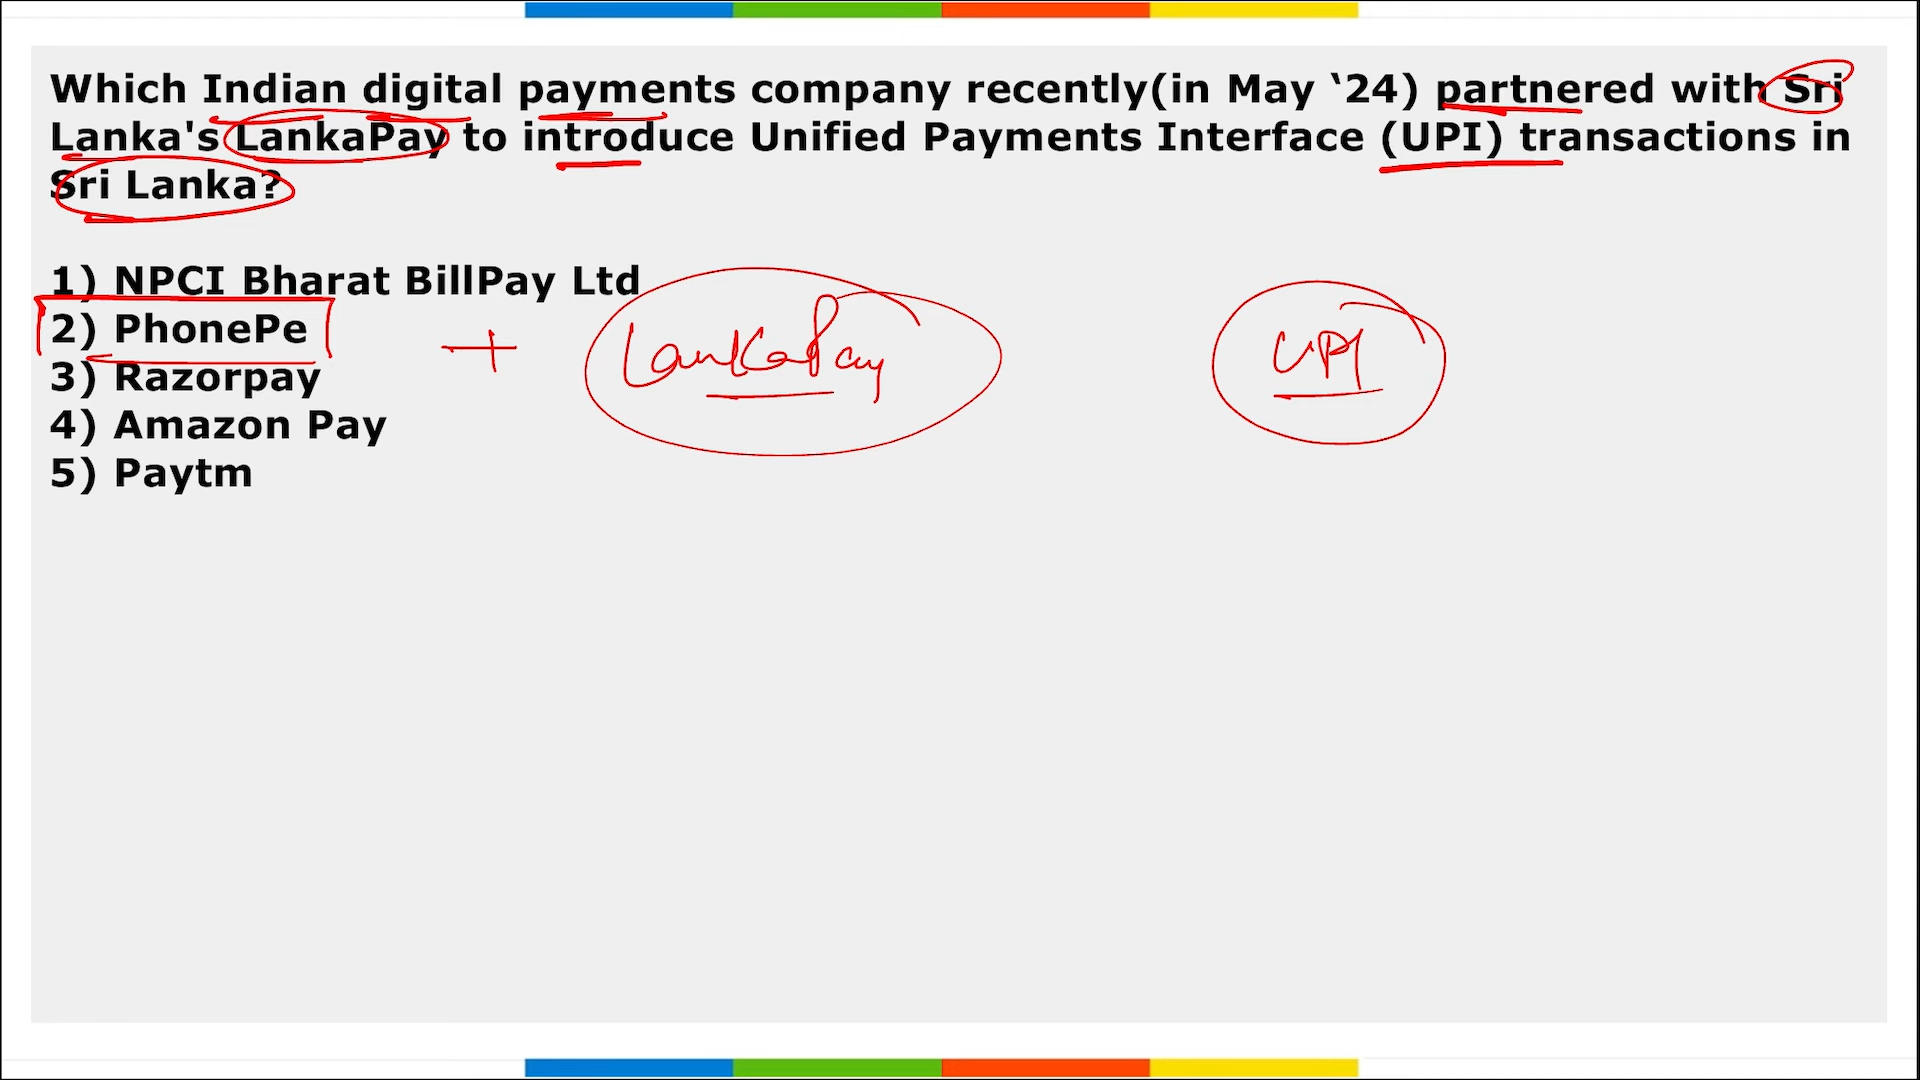 Which Indian digital payments company recently(in May ‘24) partnered with Sri
Lanka's LankaPay to introduce Unified Payments Interface (UPI) transactions in
Sri Lanka?
1) NPCI Bharat BillPay Ltd
2) PhonePe
+ LankaPay
UPI
3) Razorpay
4) Amazon Pay
5) Paytm